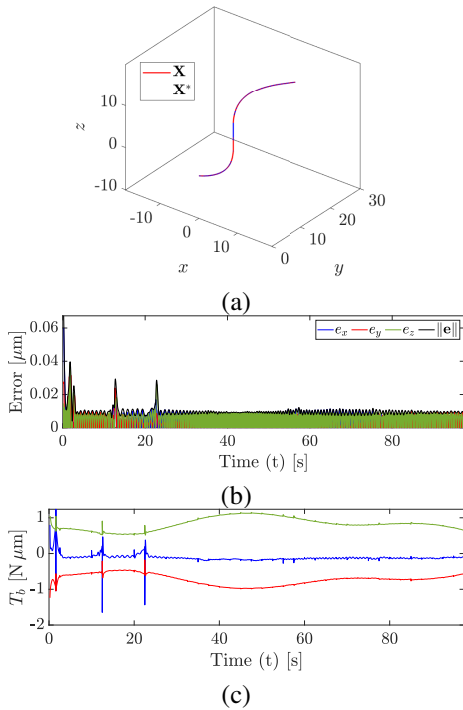 X
X*
10
0
-10
z
-10
0
10
x
0
10
20
30
y
(a)
0.06
0.04
0.02
0
Error [μm]
e_x e_y e_z ‖e‖
0 20 40 60 80
Time (t) [s]
(b)
1
0
-1
-2
T_b [N μm]
0 20 40 60 80
Time (t) [s]
(c)